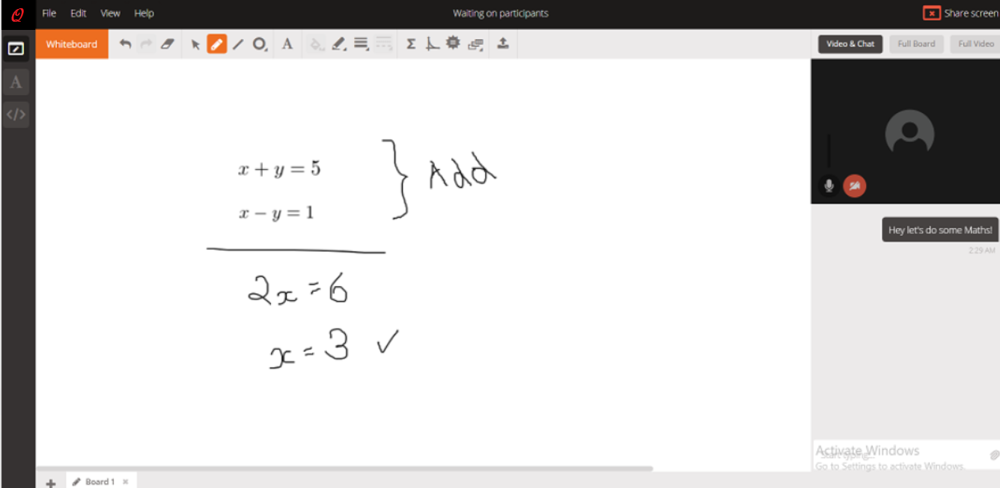 File Edit View Help
Waiting on participants
Share screen
Whiteboard
A
Σ
Video & Chat
Full Board
Full Video
A
</>
x + y = 5
x − y = 1
} Add
2x = 6
x = 3 ✓
Hey let's do some Maths!
2:29 AM
Start typing...
Activate Windows
Go to Settings to activate Windows.
+ Board 1 ×